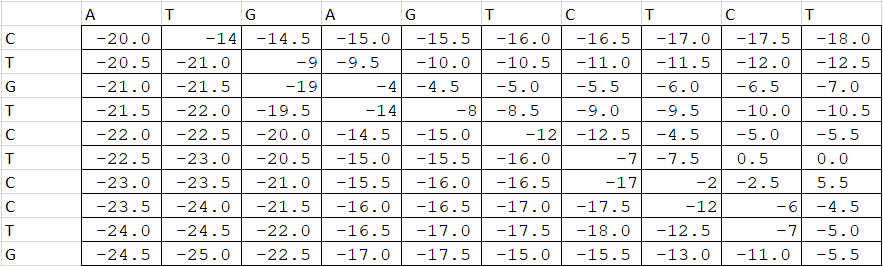 A T G A G T C T C T
C -20.0 -14 -14.5 -15.0 -15.5 -16.0 -16.5 -17.0 -17.5 -18.0
T -20.5 -21.0 -9 -9.5 -10.0 -10.5 -11.0 -11.5 -12.0 -12.5
G -21.0 -21.5 -19 -4 -4.5 -5.0 -5.5 -6.0 -6.5 -7.0
T -21.5 -22.0 -19.5 -14 -8 -8.5 -9.0 -9.5 -10.0 -10.5
C -22.0 -22.5 -20.0 -14.5 -15.0 -12 -12.5 -4.5 -5.0 -5.5
T -22.5 -23.0 -20.5 -15.0 -15.5 -16.0 -7 -7.5 0.5 0.0
C -23.0 -23.5 -21.0 -15.5 -16.0 -16.5 -17 -2 -2.5 5.5
C -23.5 -24.0 -21.5 -16.0 -16.5 -17.0 -17.5 -12 -6 -4.5
T -24.0 -24.5 -22.0 -16.5 -17.0 -17.5 -18.0 -12.5 -7 -5.0
G -24.5 -25.0 -22.5 -17.0 -17.5 -15.0 -15.5 -13.0 -11.0 -5.5